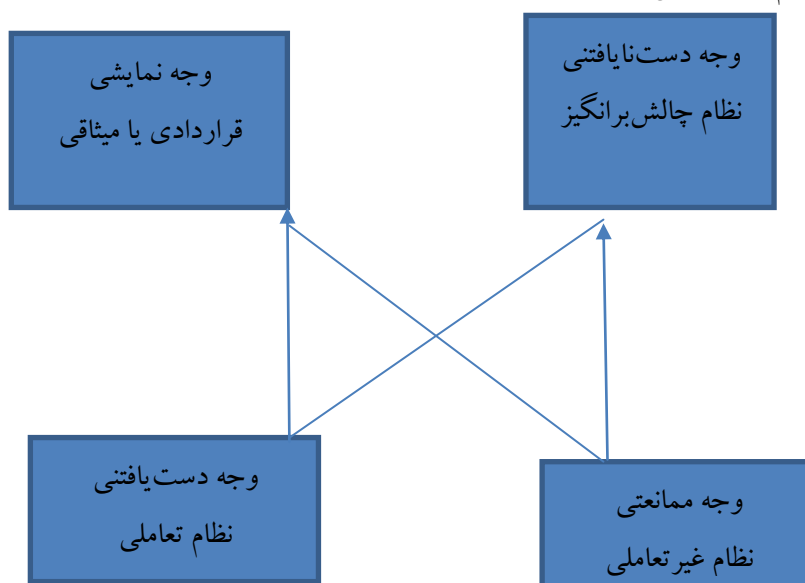 وجه دست‌نایافتنی
نظام چالش‌برانگیز
وجه نمایشی
قراردادی یا میثاقی
وجه ممانعتی
نظام غیرتعاملی
وجه دست‌یافتنی
نظام تعاملی